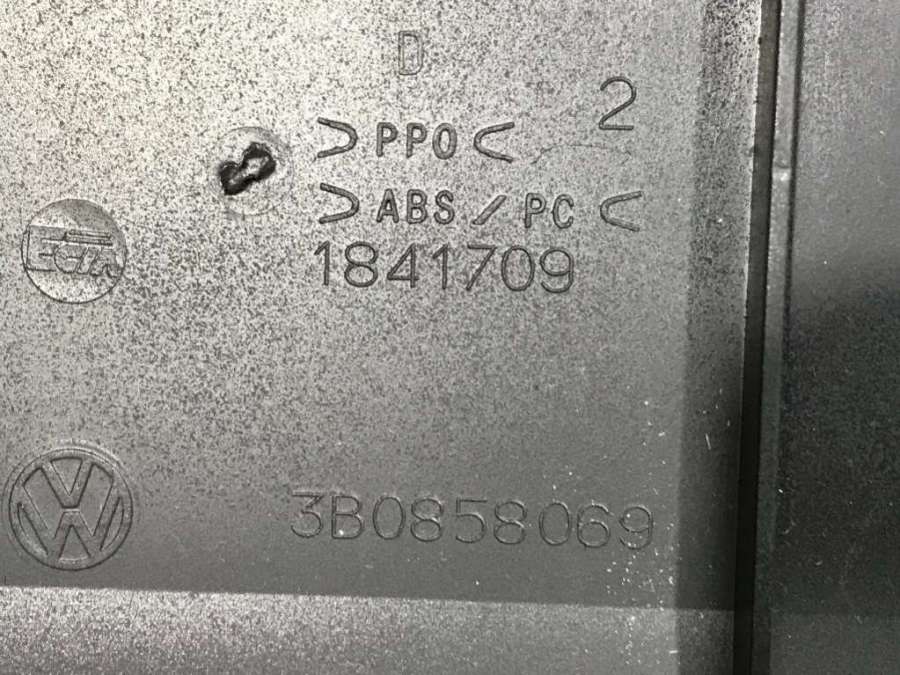 D
2
>PPO<
>ABS/PC<
1841709
3B0858069